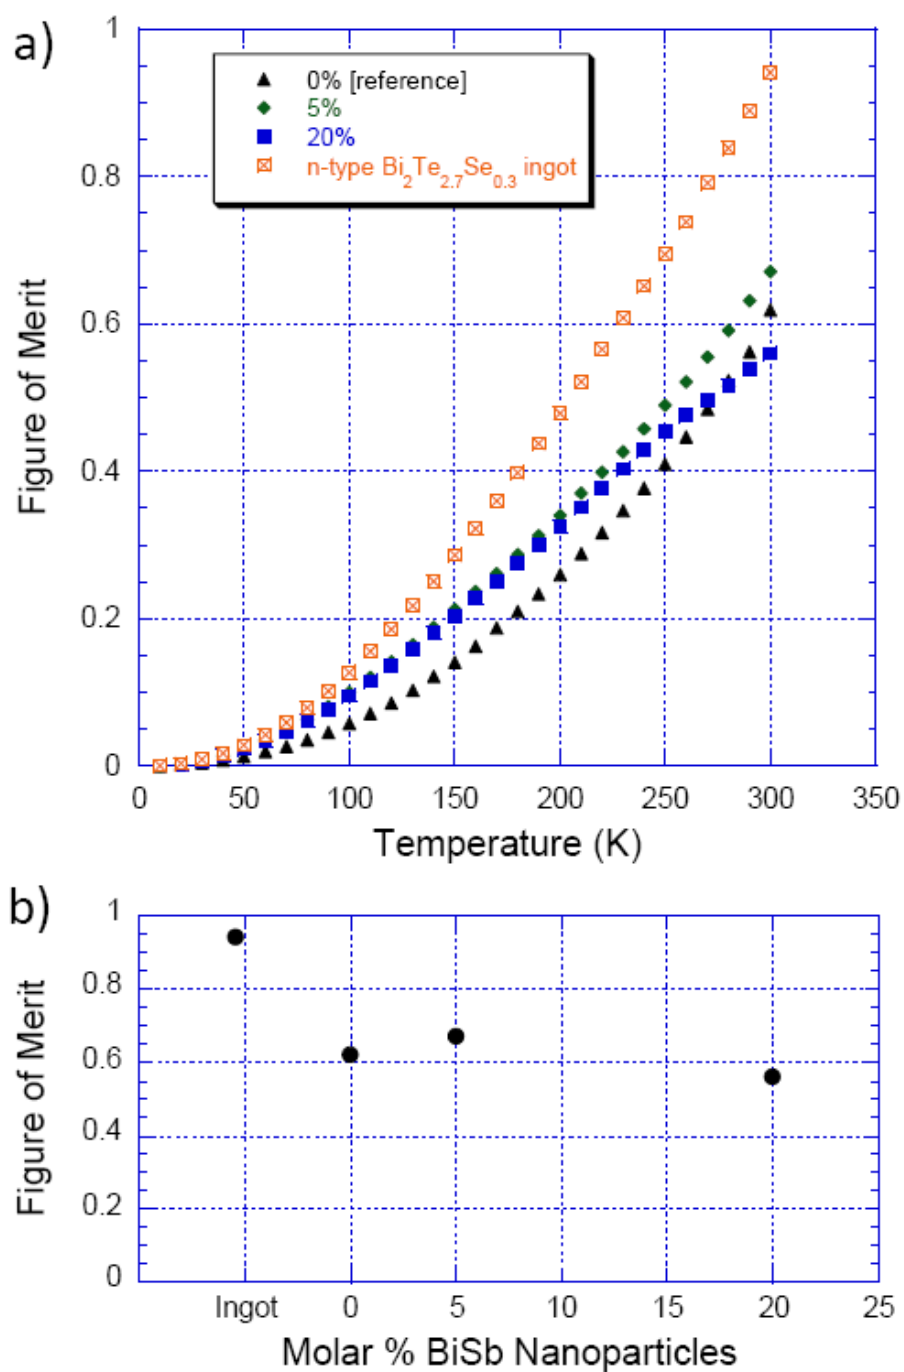 a)
1
0% [reference]
5%
20%
n-type Bi2Te2.7Se0.3 ingot
0.8
0.6
0.4
0.2
0
Figure of Merit
0 50 100 150 200 250 300 350
Temperature (K)
b)
1
0.8
0.6
0.4
0.2
0
Figure of Merit
Ingot 0 5 10 15 20 25
Molar % BiSb Nanoparticles